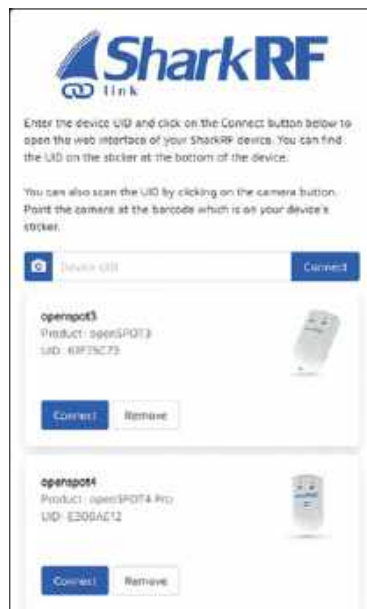 SharkRF
link
Enter the device UID and click on the Connect button below to
open the web interface of your SharkRF device. You can find
the UID on the sticker at the bottom of the device.
You can also scan the UID by clicking on the camera button.
Point the camera at the barcode which is on your device's
sticker.
Device UID
Connect
openspot3
Product: openSPOT3
UID:
Connect Remove
openspot4
Product: openSPOT4 Pro
UID:
Connect Remove